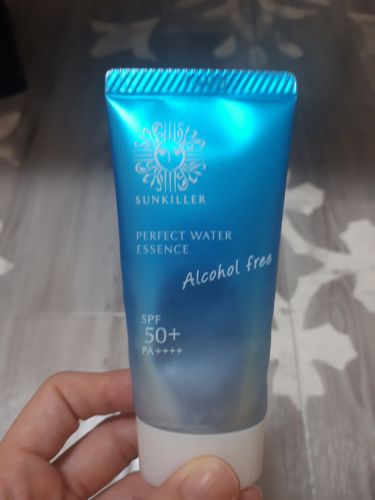 SUNKILLER
PERFECT WATER
ESSENCE
Alcohol free
SPF
50+
PA++++